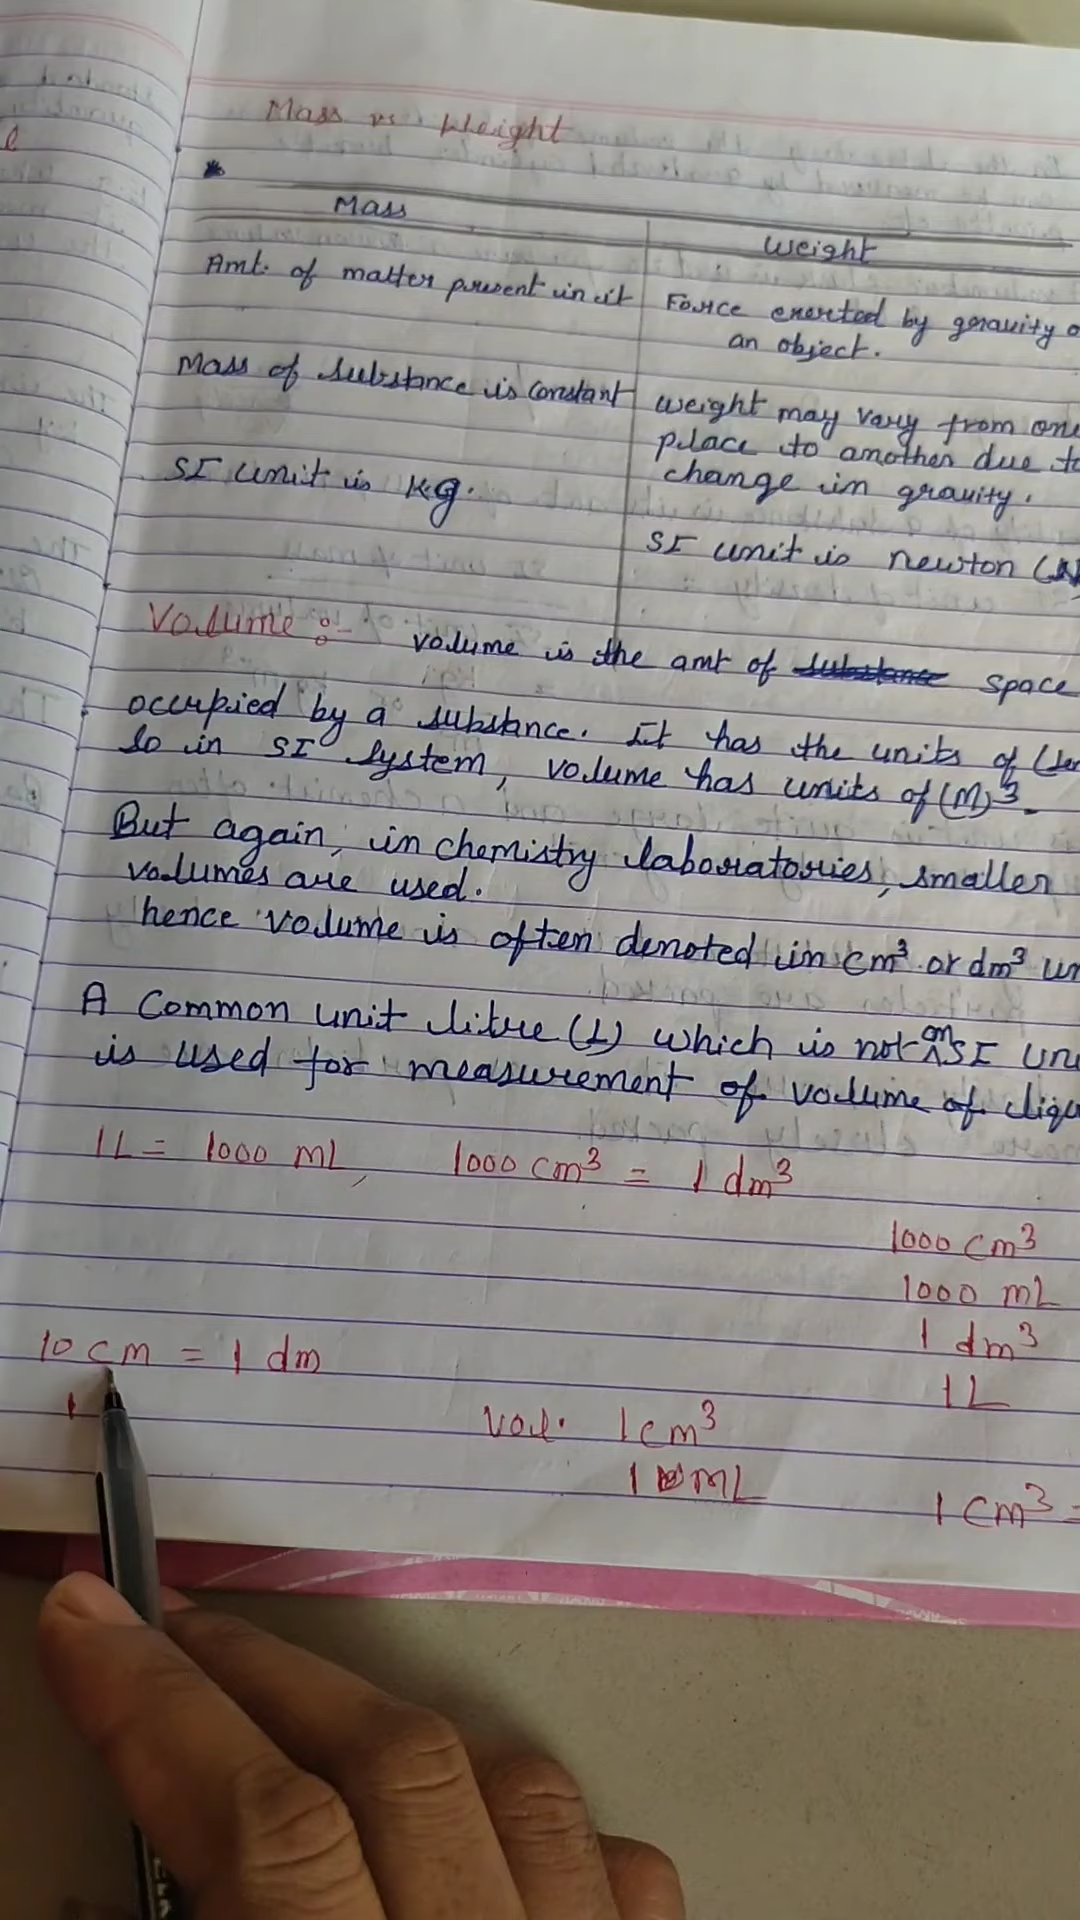 Mass vs Weight
Mass
Weight
Amt. of matter present in it
Force exerted by gravity o
an object.
Mass of substance is constant
weight may vary from one
place to another due to
change in gravity.
SI unit is kg.
SI unit is newton (N)
Volume :- volume is the amt of substance space
occupied by a substance. It has the units of (len
So in SI system, volume has units of (M)³.
But again, in chemistry laboratories, smaller
volumes are used.
hence volume is often denoted in cm³ or dm³ un
A Common unit litre (L) which is not an SI uni
is used for measurement of volume of liqu
1L = 1000 mL, 1000 cm³ = 1 dm³
1000 cm³
1000 mL
1 dm³
1L
10 cm = 1 dm
1
Vol. 1cm³
1 mL
1 cm³ =